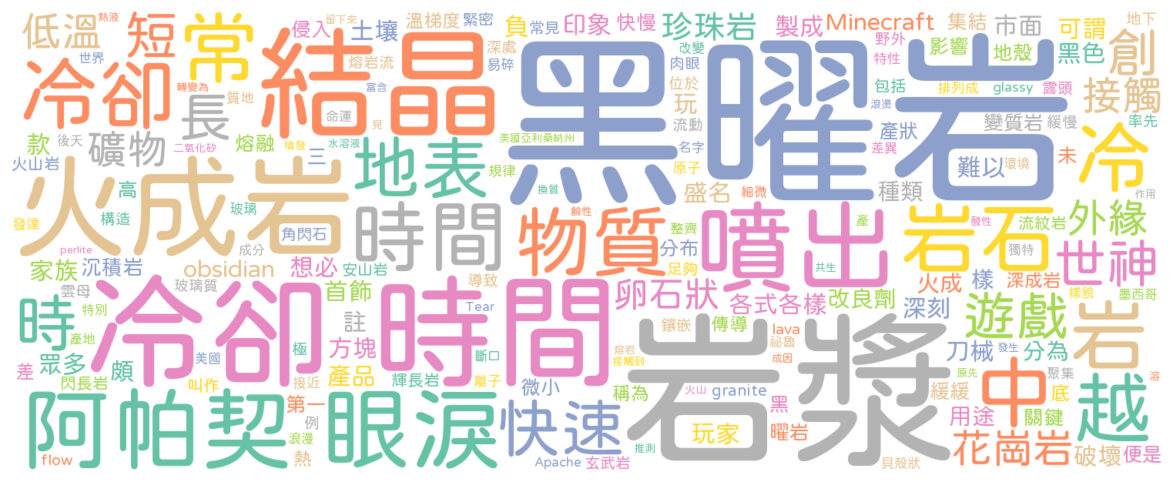 低溫
短
常
侵入
土壤
溫梯度
緊密
負
常見
印象
快慢
珍珠岩
製成
Minecraft
集結
市面
可謂
地下
熱液
留下來
世界
冷卻
結晶
熔岩流
深處
易碎
改變
肉眼
黑曜岩
野外
特性
影響
地殼
黑色
創
接觸
轉變為
質地
富含
位於
玩
包括
排列成
glassy
露頭
率先
長
命運
流動
滾燙
變質岩
緩慢
款
後天
礦物
二氧化矽
熔融
三
見
噴發
水溶液
地表
美國亞利桑納州
規律
名字
原子
產狀
差異
難以
環境
未
冷
作用
火山岩
高
玻璃
火成岩
時間
換質
物質
盛名
細微
種類
發達
構造
角閃石
鹼性
整齊
噴出
產
岩石
酸性
流紋岩
外緣
獨特
perlite
成分
家族
沉積岩
obsidian
想必
安山岩
分布
足夠
共生
火成
樣
深成岩
世神
樣貌
墨西哥
雲母
玻璃質
首飾
導致
卵石狀
各式各樣
改良劑
深刻
時
特別
產地
冷卻時間
註
Tear
鑲嵌
傳導
lava
祕魯
遊戲
岩
眾多
頗
美國
極
方塊
斷口
熔岩
接觸到
岩漿
成因
刀械
分為
發生
原先
差
閃長岩
叫作
接近
產品
輝長岩
離子
微小
稱為
火山
granite
緩緩
聚集
底
溶
中
越
阿帕契
第一
例
眼淚
快速
玩家
黑
曜岩
用途
關鍵
flow
浪漫
熱
Apache
玄武岩
推測
貝殼狀
花崗岩
破壞
便是